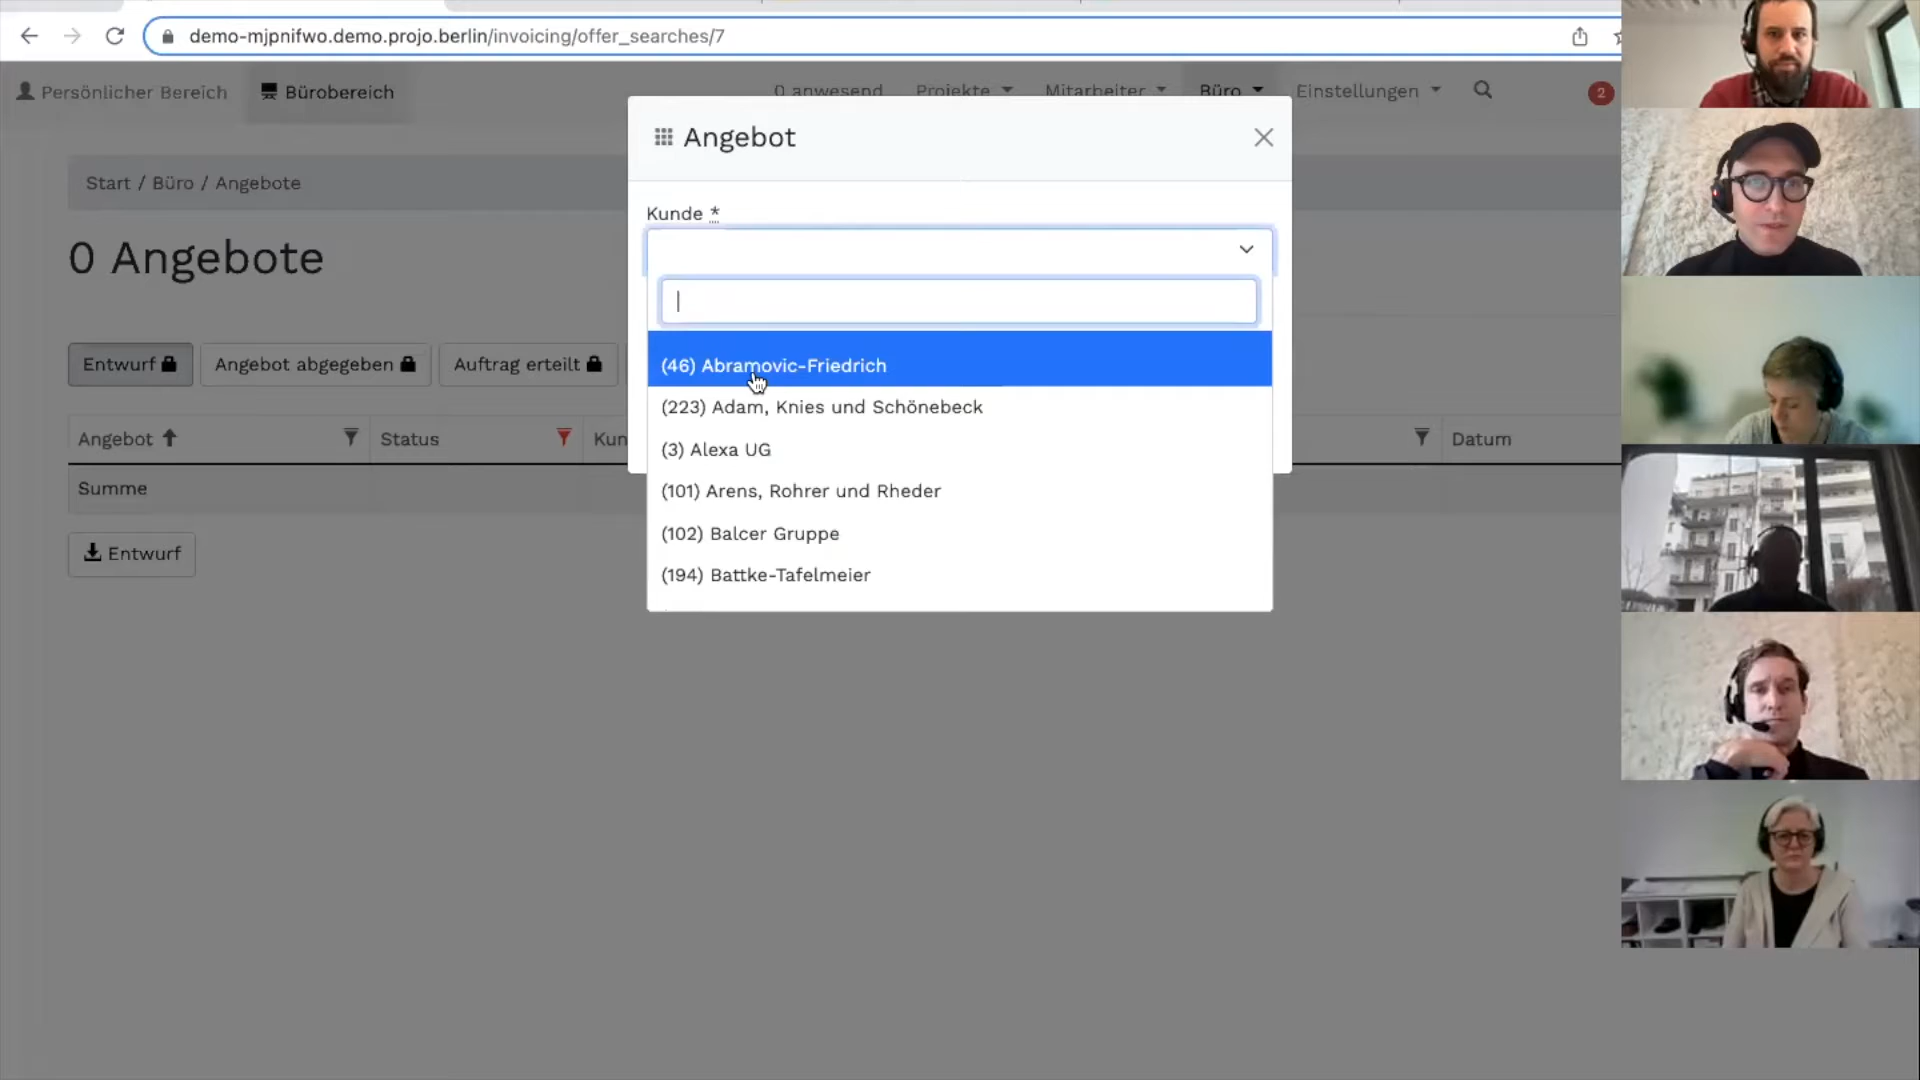 demo-mjpnifwo.demo.projo.berlin/invoicing/offer_searches/7
Persönlicher Bereich Bürobereich 0 anwesend Projekte Mitarbeiter Büro Einstellungen 2
Angebot
Start / Büro / Angebote
Kunde *
0 Angebote
Entwurf Angebot abgegeben Auftrag erteilt
(46) Abramovic-Friedrich
(223) Adam, Knies und Schönebeck
Angebot Status Kun Datum
(3) Alexa UG
Summe
(101) Arens, Rohrer und Rheder
(102) Balcer Gruppe
Entwurf
(194) Battke-Tafelmeier